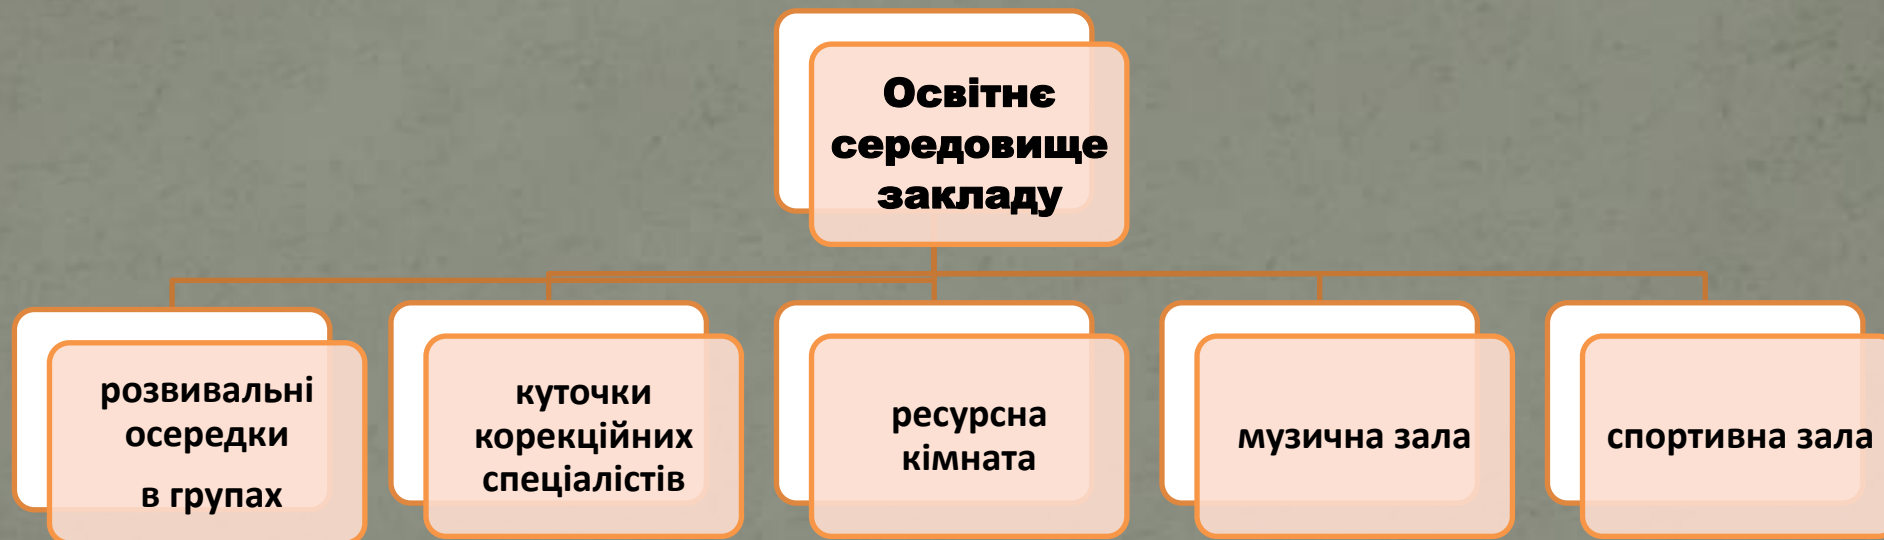 Освітнє
середовище
закладу
розвивальні
осередки
в групах
куточки
корекційних
спеціалістів
ресурсна
кімната
музична зала
спортивна зала